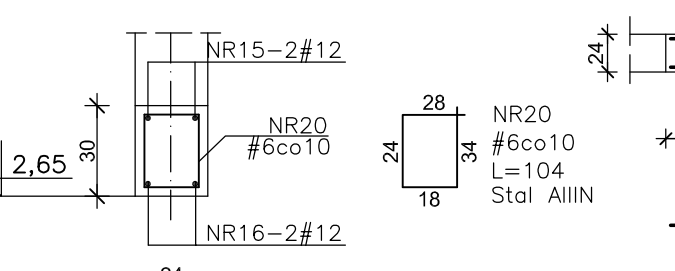 NR15-2#12
24
28
NR20
NR20
#6co10
#6co10
30
24
34
2,65
L=104
18
Stal AIIIN
NR16-2#12